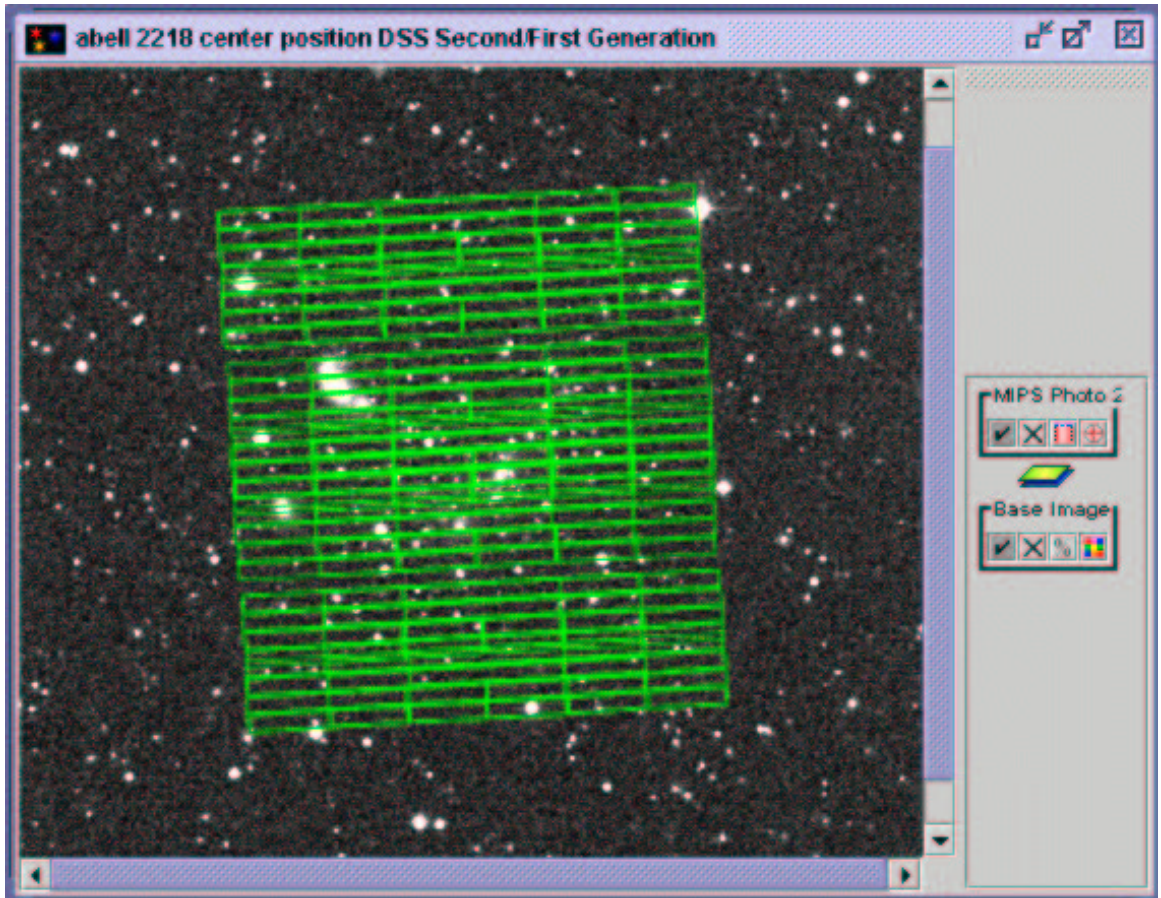 abell 2218 center position DSS Second/First Generation
MIPS Photo 2
Base Image
%